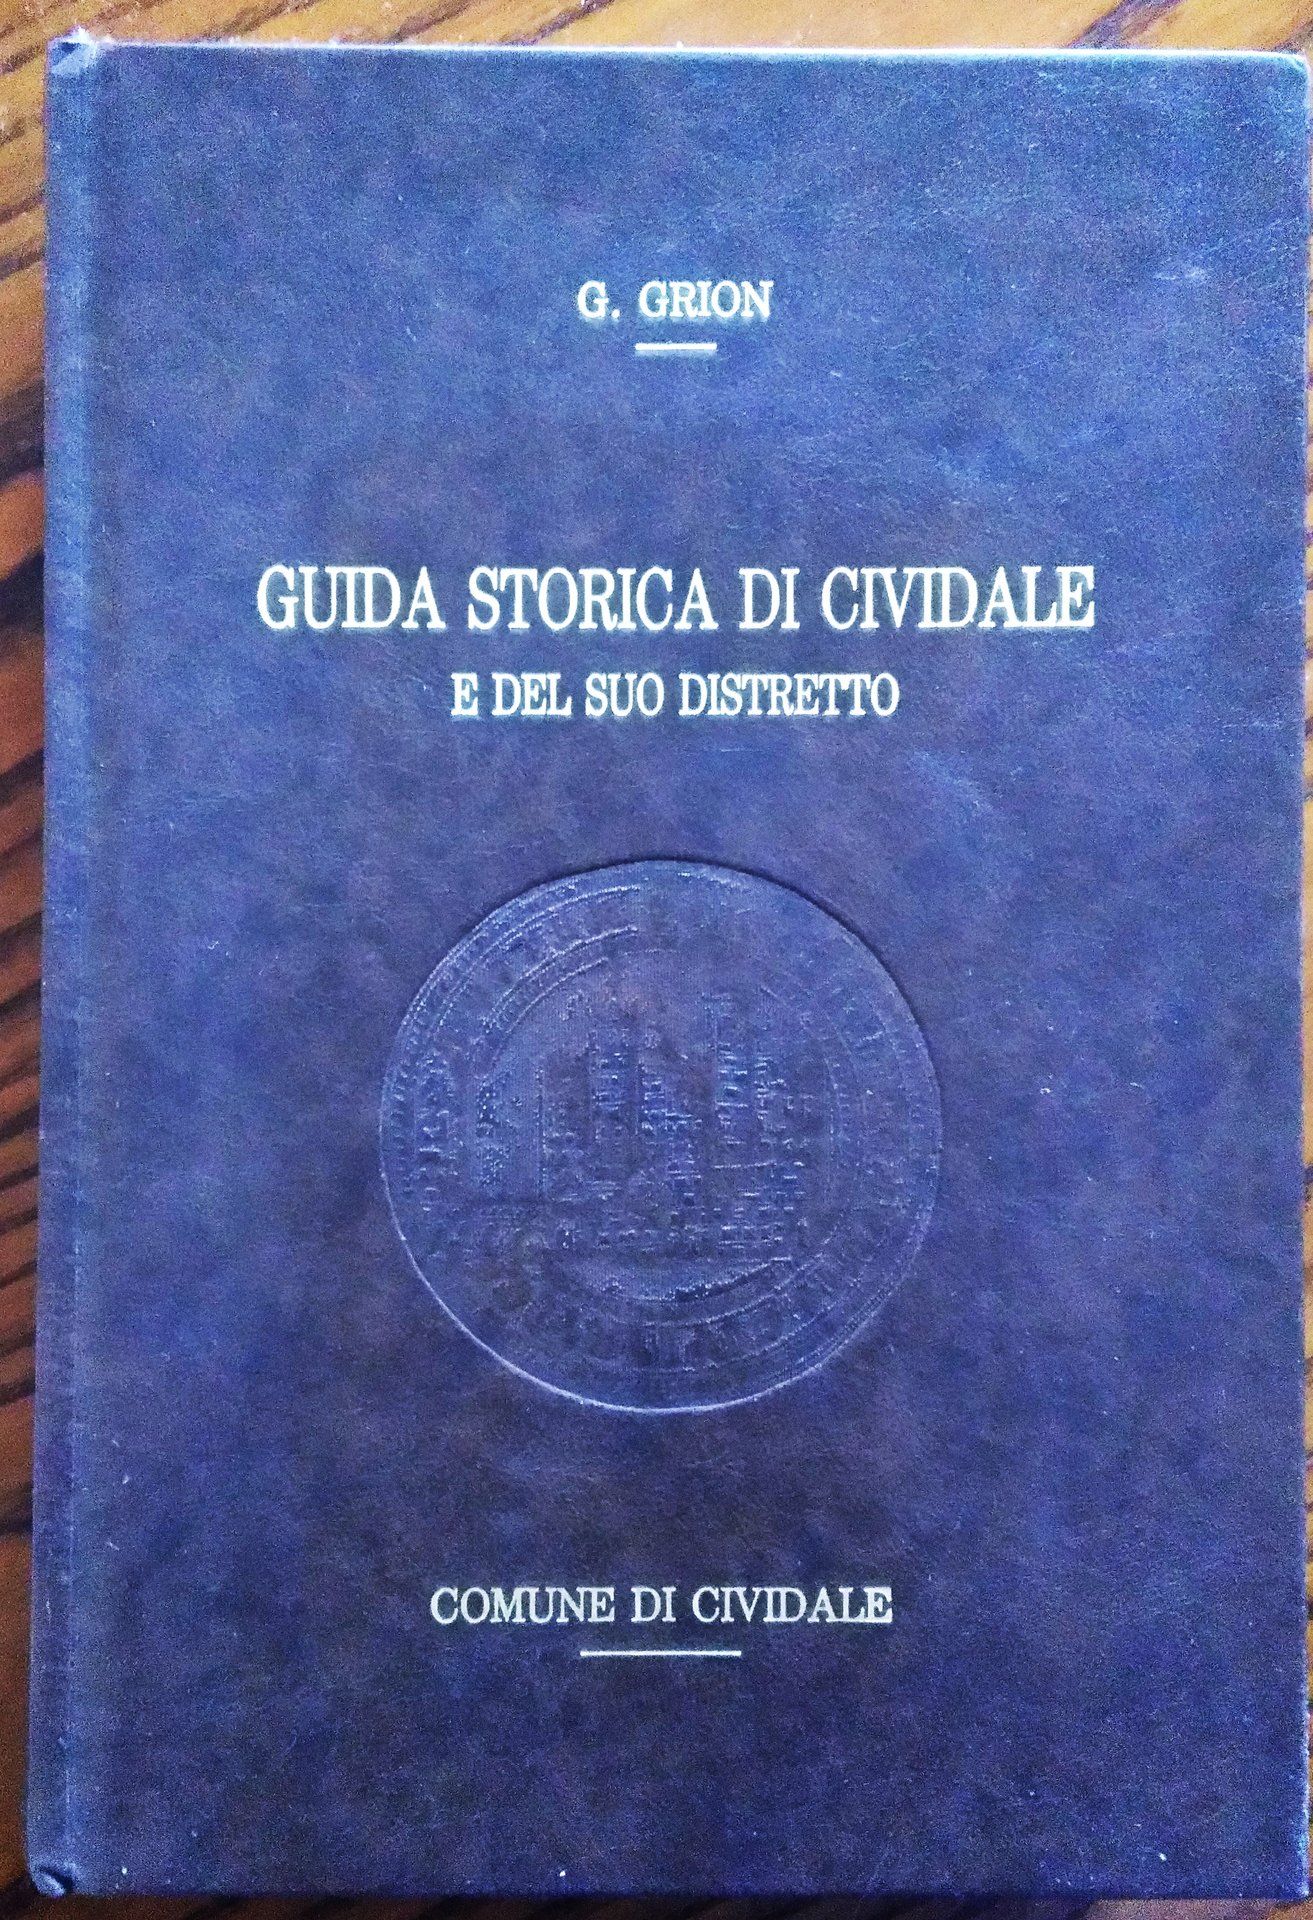 G. GRION
GUIDA STORICA DI CIVIDALE
E DEL SUO DISTRETTO
COMUNE DI CIVIDALE